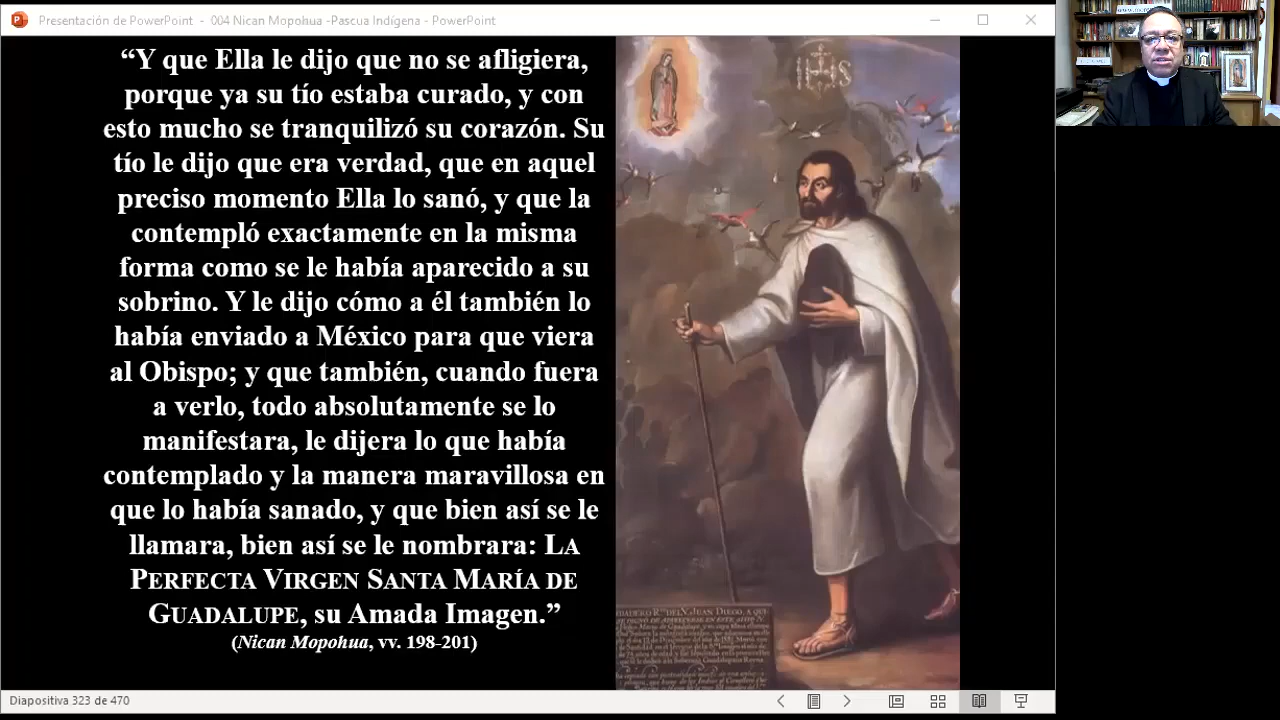 Presentación de PowerPoint - 004 Nican Mopohua -Pascua Indígena - PowerPoint
“Y que Ella le dijo que no se afligiera,
porque ya su tío estaba curado, y con
esto mucho se tranquilizó su corazón. Su
tío le dijo que era verdad, que en aquel
preciso momento Ella lo sanó, y que la
contempló exactamente en la misma
forma como se le había aparecido a su
sobrino. Y le dijo cómo a él también lo
había enviado a México para que viera
al Obispo; y que también, cuando fuera
a verlo, todo absolutamente se lo
manifestara, le dijera lo que había
contemplado y la manera maravillosa en
que lo había sanado, y que bien así se le
llamara, bien así se le nombrara: LA
PERFECTA VIRGEN SANTA MARÍA DE
GUADALUPE, su Amada Imagen.”
(Nican Mopohua, vv. 198-201)
IHS
JUAN DIEGO
Diapositiva 323 de 470